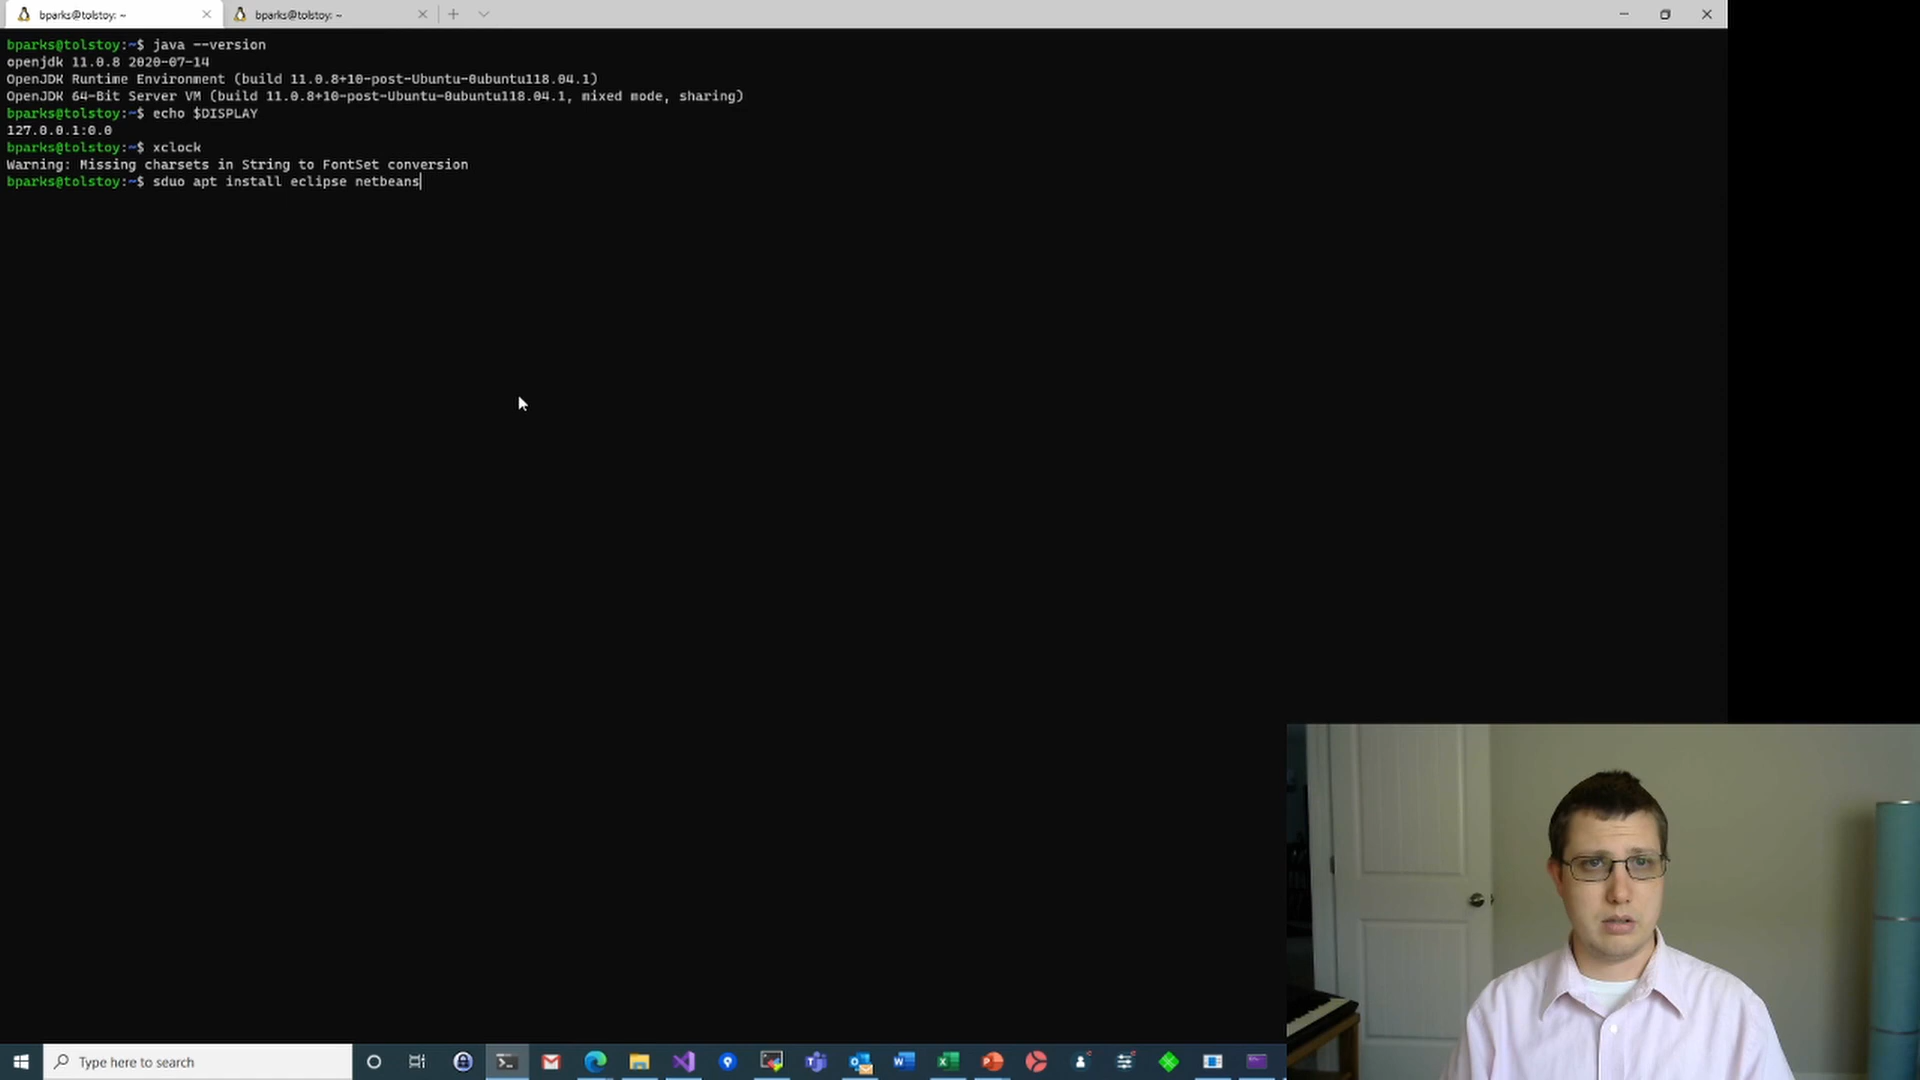 bparks@tolstoy: ~
bparks@tolstoy: ~
bparks@tolstoy:~$ java --version
openjdk 11.0.8 2020-07-14
OpenJDK Runtime Environment (build 11.0.8+10-post-Ubuntu-0ubuntu118.04.1)
OpenJDK 64-Bit Server VM (build 11.0.8+10-post-Ubuntu-0ubuntu118.04.1, mixed mode, sharing)
bparks@tolstoy:~$ echo $DISPLAY
127.0.0.1:0.0
bparks@tolstoy:~$ xclock
Warning: Missing charsets in String to FontSet conversion
bparks@tolstoy:~$ sduo apt install eclipse netbeans
Type here to search